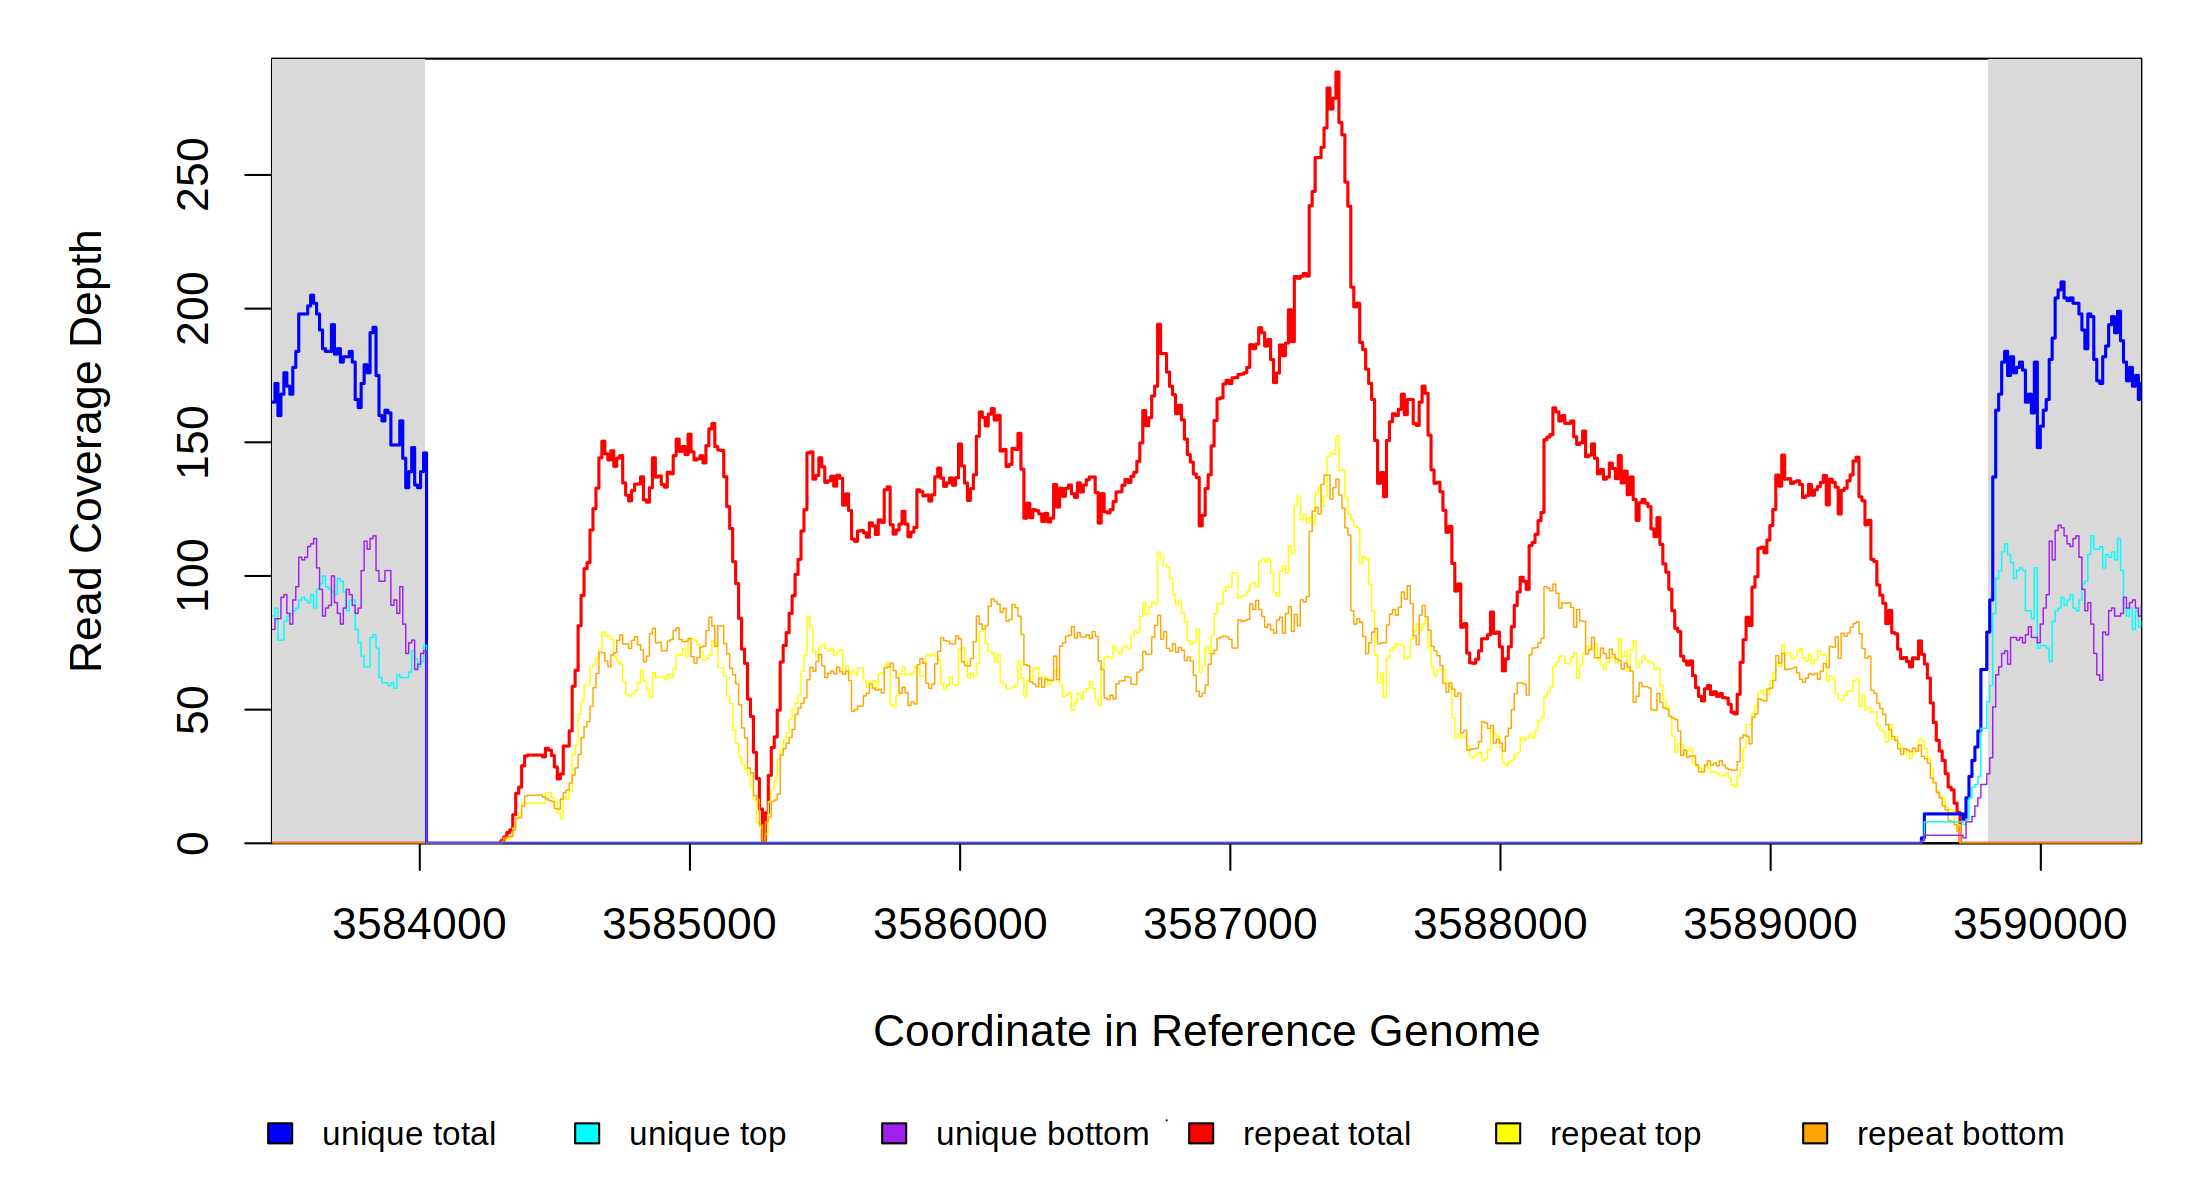 Read Coverage Depth
250
200
150
100
50
0
3584000 3585000 3586000 3587000 3588000 3589000 3590000
Coordinate in Reference Genome
unique total unique top unique bottom repeat total repeat top repeat bottom